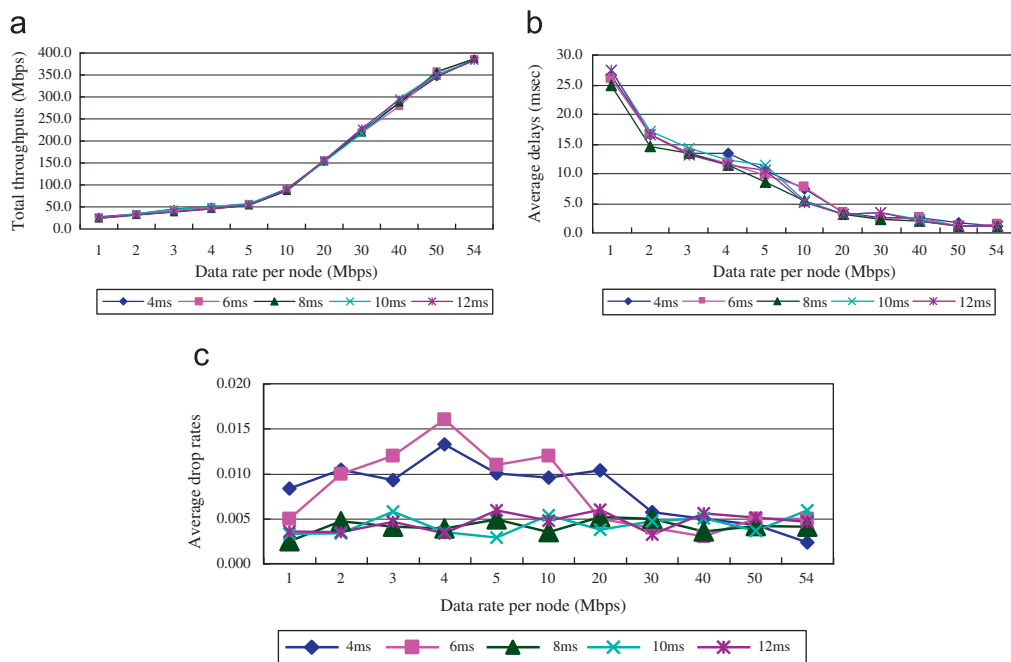 a
Total throughputs (Mbps)
400.0
350.0
300.0
250.0
200.0
150.0
100.0
50.0
0.0
1 2 3 4 5 10 20 30 40 50 54
Data rate per node (Mbps)
4ms 6ms 8ms 10ms 12ms
b
Average delays (msec)
30.0
25.0
20.0
15.0
10.0
5.0
0.0
1 2 3 4 5 10 20 30 40 50 54
Data rate per node (Mbps)
4ms 6ms 8ms 10ms 12ms
c
Average drop rates
0.020
0.015
0.010
0.005
0.000
1 2 3 4 5 10 20 30 40 50 54
Data rate per node (Mbps)
4ms 6ms 8ms 10ms 12ms